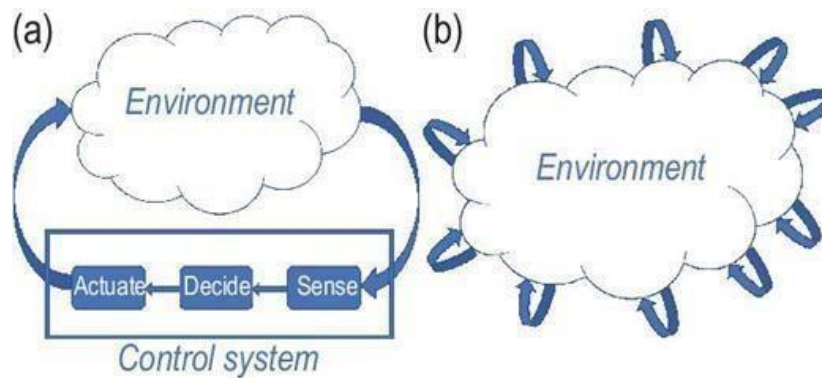 (a)
Environment
Actuate Decide Sense
Control system
(b)
Environment